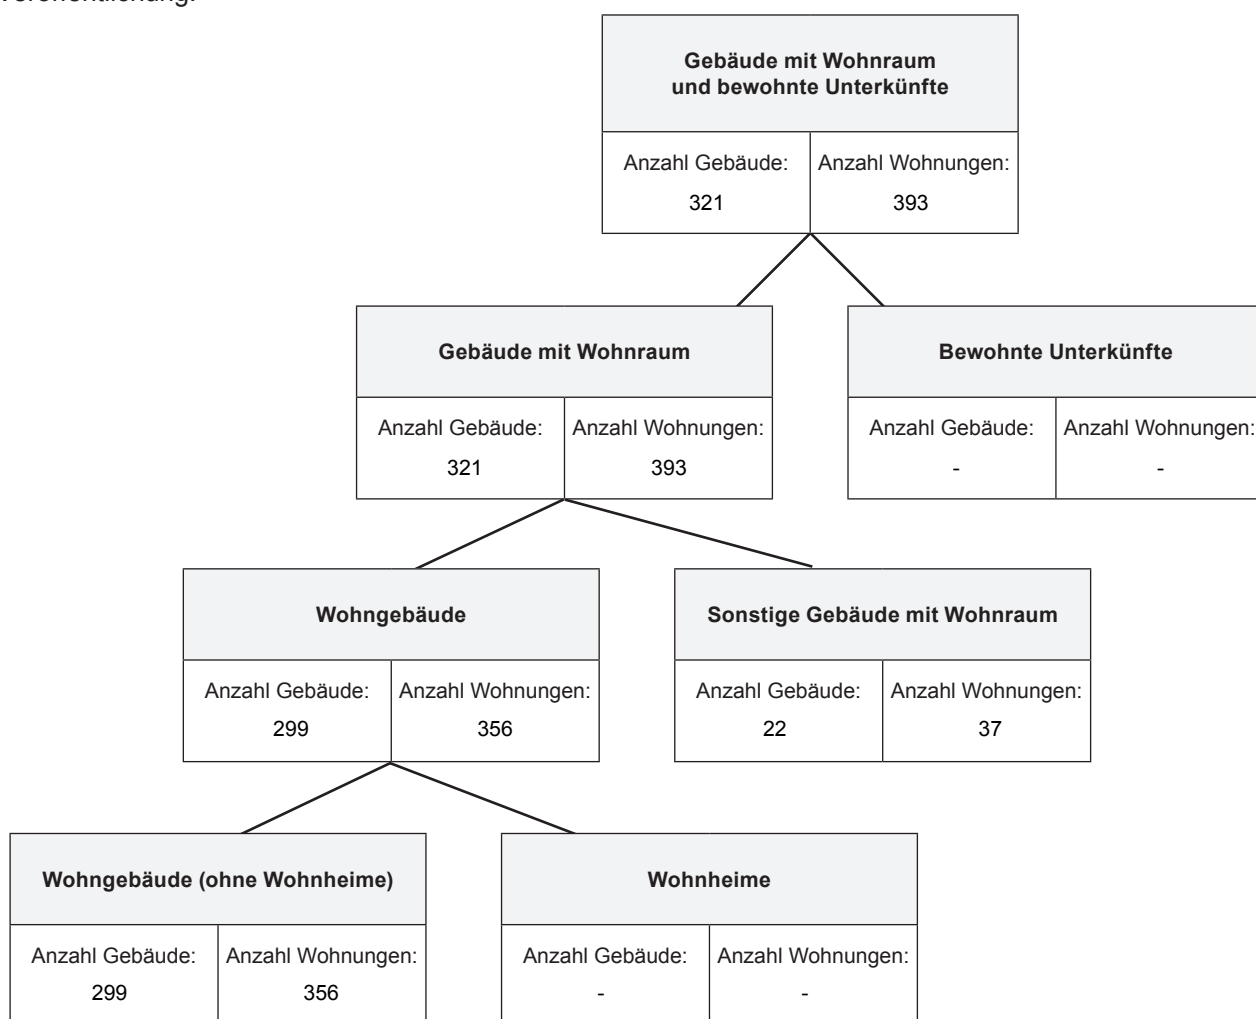 Veröffentlichung.
Gebäude mit Wohnraum
und bewohnte Unterkünfte
Anzahl Gebäude: Anzahl Wohnungen:
321 393
Gebäude mit Wohnraum
Bewohnte Unterkünfte
Anzahl Gebäude: Anzahl Wohnungen:
321 393
Anzahl Gebäude: Anzahl Wohnungen:
- -
Wohngebäude
Sonstige Gebäude mit Wohnraum
Anzahl Gebäude: Anzahl Wohnungen:
299 356
Anzahl Gebäude: Anzahl Wohnungen:
22 37
Wohngebäude (ohne Wohnheime)
Wohnheime
Anzahl Gebäude: Anzahl Wohnungen:
299 356
Anzahl Gebäude: Anzahl Wohnungen:
- -